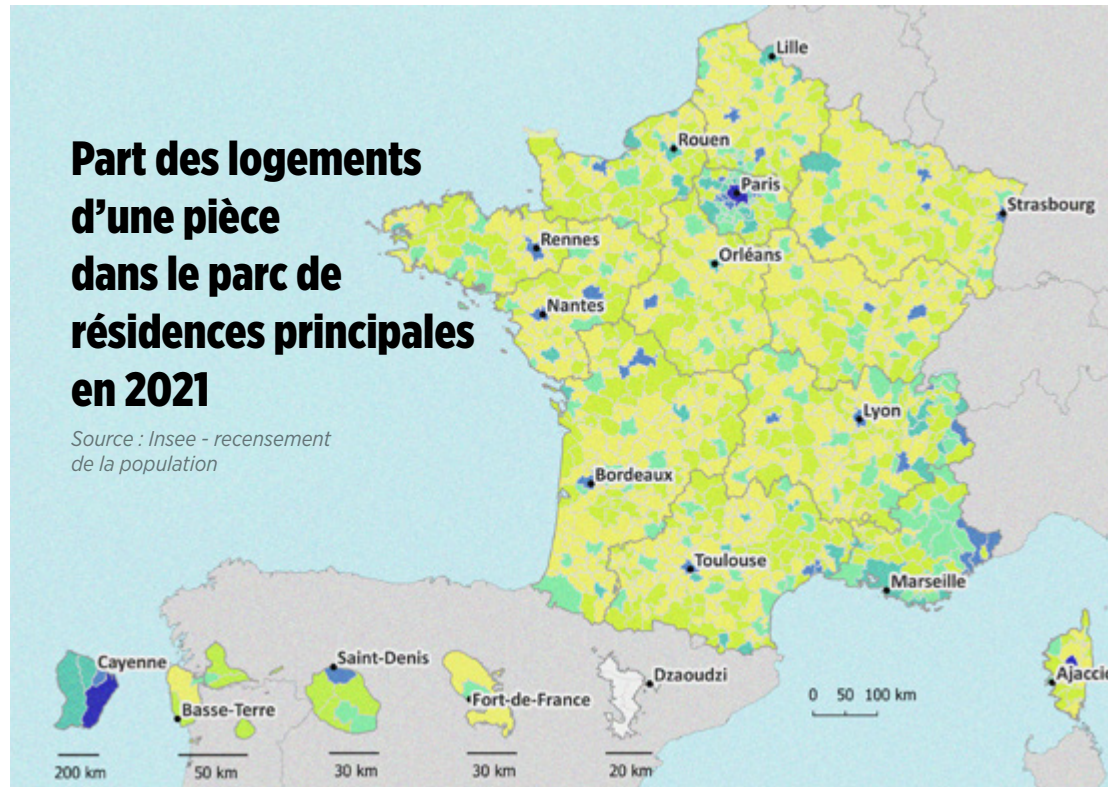 Part des logements
d’une pièce
dans le parc de
résidences principales
en 2021
Source : Insee - recensement
de la population
Lille
Rouen
Paris
Strasbourg
Rennes
Orléans
Nantes
Lyon
Bordeaux
Toulouse
Marseille
Cayenne
Basse-Terre
Saint-Denis
Fort-de-France
Dzaoudzi
Ajaccio
0 50 100 km
200 km
50 km
30 km
30 km
20 km